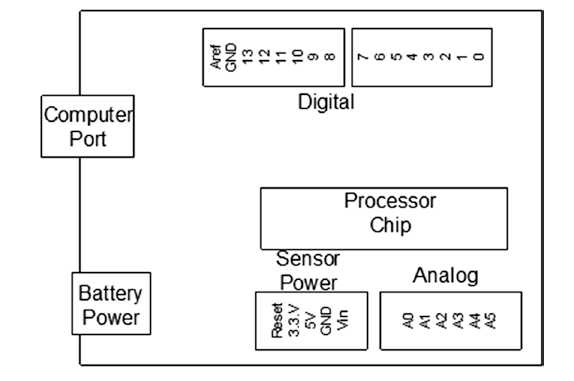 Aref
GND
13
12
11
10
9
8
7
6
5
4
3
2
1
0
Digital
Computer
Port
Processor
Chip
Sensor
Power
Analog
Battery
Power
Reset
3.3.V
5V
GND
Vin
A0
A1
A2
A3
A4
A5